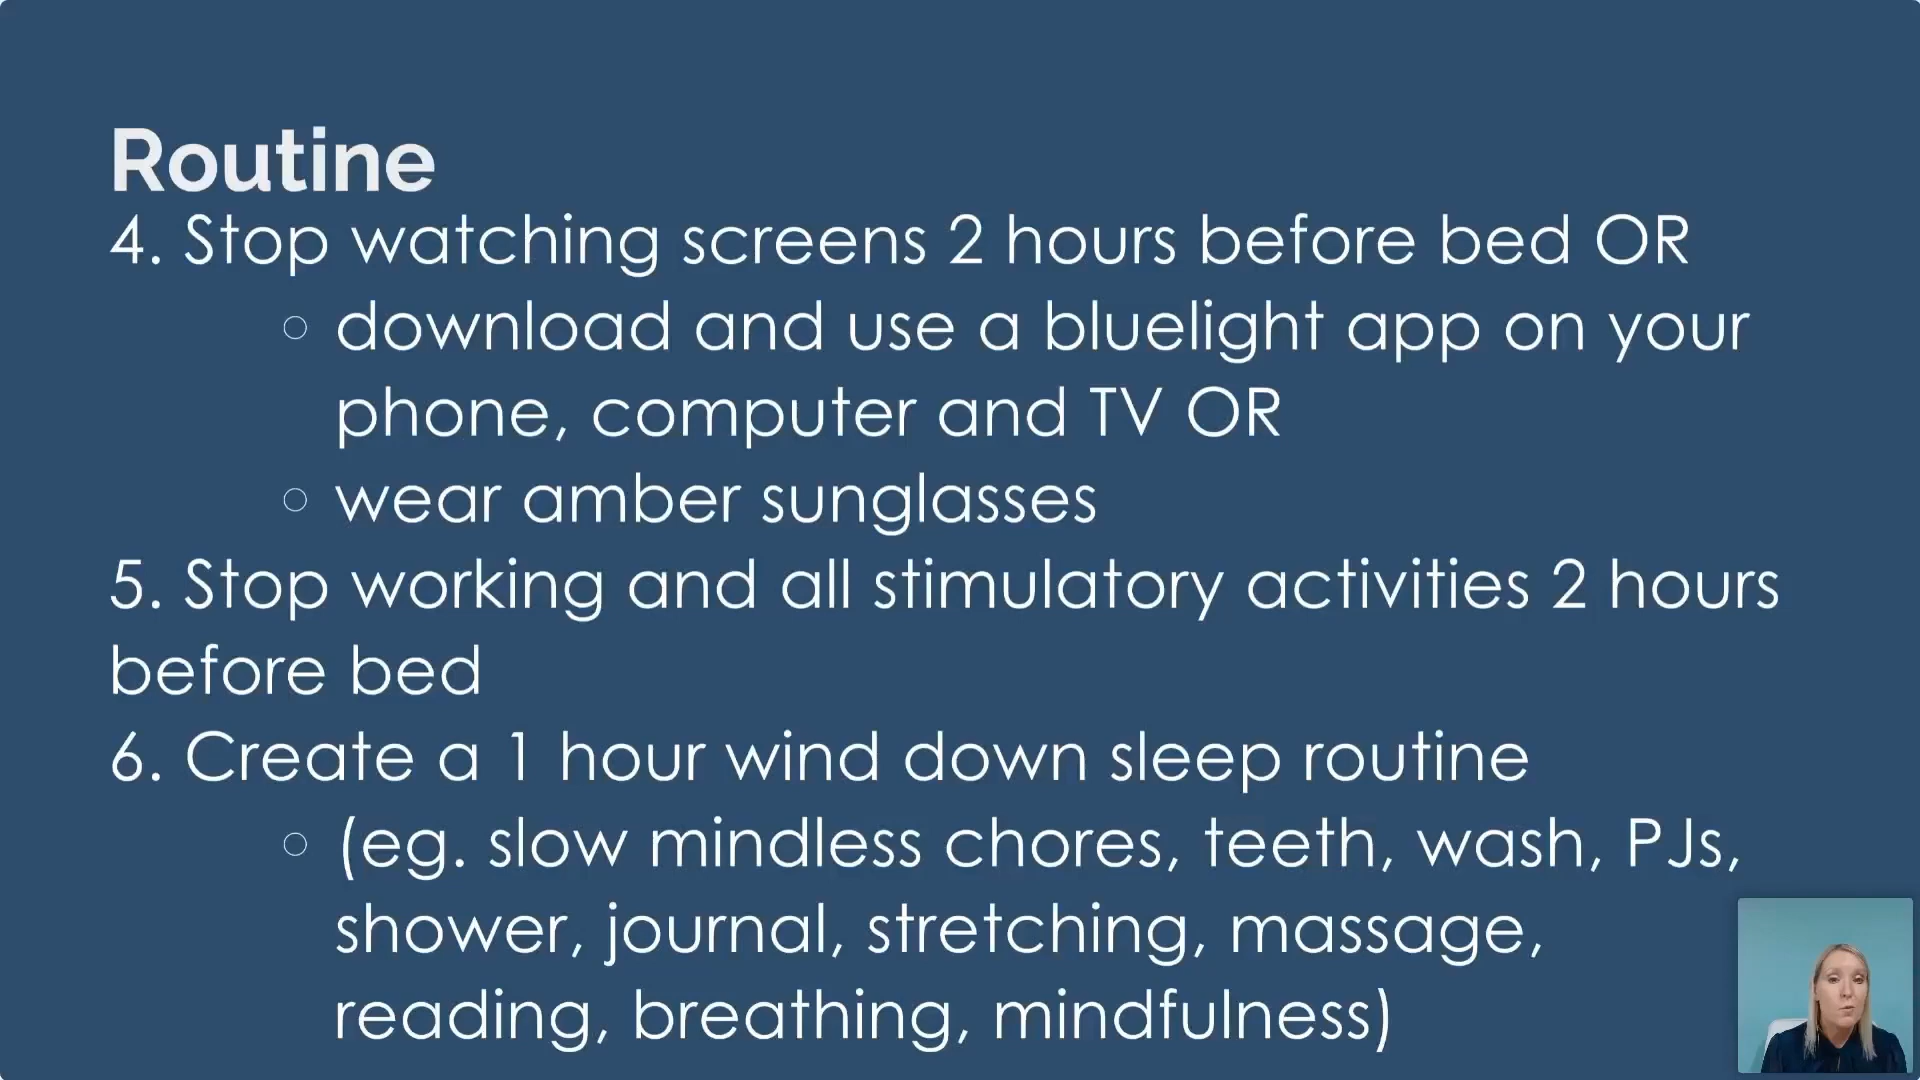 Routine
4. Stop watching screens 2 hours before bed OR
○ download and use a bluelight app on your
phone, computer and TV OR
○ wear amber sunglasses
5. Stop working and all stimulatory activities 2 hours
before bed
6. Create a 1 hour wind down sleep routine
○ (eg. slow mindless chores, teeth, wash, PJs,
shower, journal, stretching, massage,
reading, breathing, mindfulness)